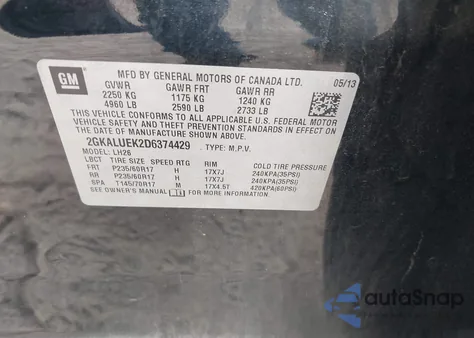 GM
MFD BY GENERAL MOTORS OF CANADA LTD. 05/13
GVWR GAWR FRT GAWR RR
2250 KG 1175 KG 1240 KG
4960 LB 2590 LB 2733 LB
THIS VEHICLE CONFORMS TO ALL APPLICABLE U.S. FEDERAL
MOTOR VEHICLE SAFETY, BUMPER, AND
THEFT PREVENTION STANDARDS IN EFFECT ON THE DATE OF
MANUFACTURE SHOWN ABOVE.
2GKALUEK2D6374429 TYPE: M.P.V.
MODEL: LH26
LBCT TIRE SIZE SPEED RTG RIM COLD TIRE PRESSURE
FRT P235/60R17 H 17X7J 240KPA(35PSI)
RR P235/60R17 H 17X7J 240KPA(35PSI)
SPA T145/70R17 M 17X4.5T 420KPA(60PSI)
SEE OWNER'S MANUAL FOR MORE INFORMATION.
autoSnap